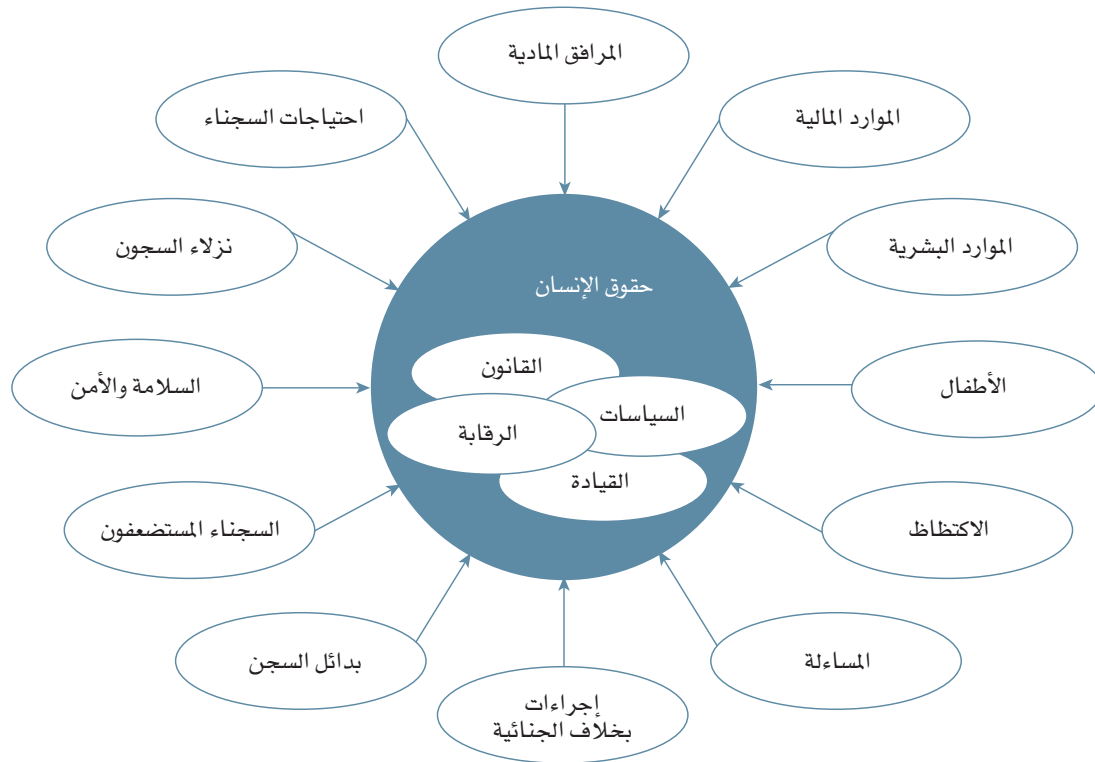 المرافق المادية
الموارد المالية
احتياجات السجناء
الموارد البشرية
نزلاء السجون
حقوق الإنسان
القانون
السياسات
الرقابة
القيادة
الأطفال
السلامة والأمن
الاكتظاظ
السجناء المستضعفون
المساءلة
بدائل السجن
إجراءات
بخلاف الجنائية